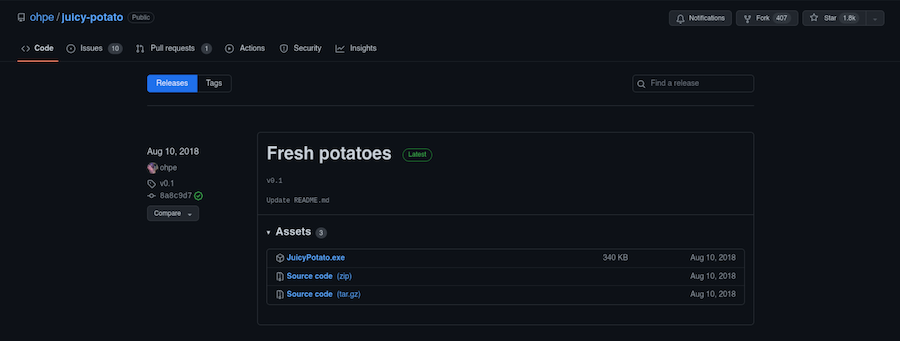 ohpe / juicy-potato Public
Notifications Fork 407 Star 1.8k
Code Issues 10 Pull requests 1 Actions Security Insights
Releases Tags Find a release
Aug 10, 2018
ohpe
v0.1
8a8c9d7
Compare
Fresh potatoes Latest
v0.1
Update README.md
Assets 3
JuicyPotato.exe 340 KB Aug 10, 2018
Source code (zip) Aug 10, 2018
Source code (tar.gz) Aug 10, 2018